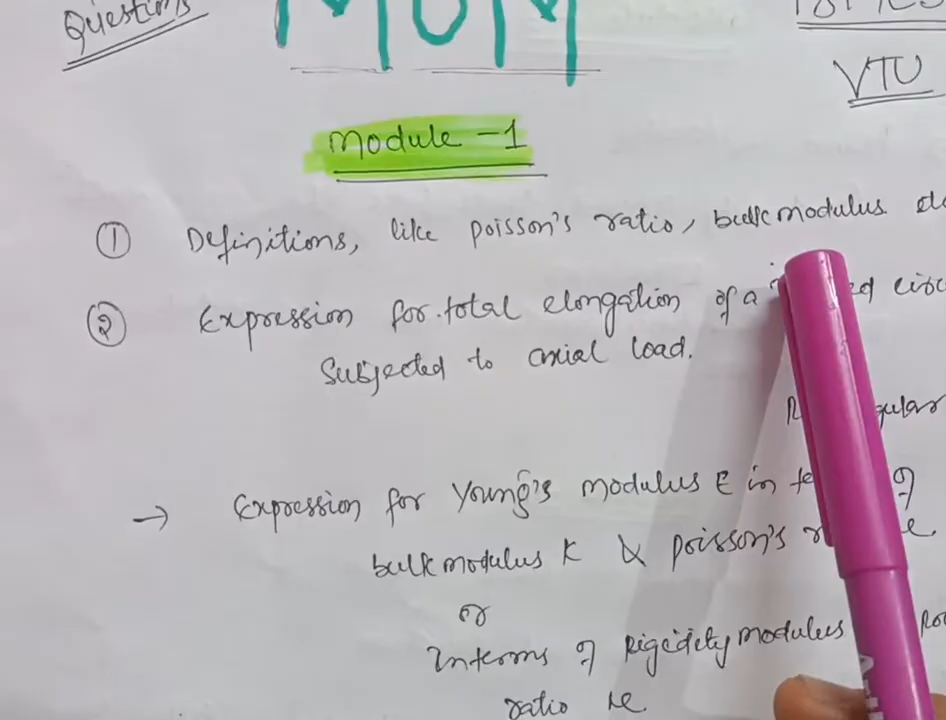 Questions
MOM
VTU
Module -1
① Definitions, like poisson's ratio, bulk modulus
② Expression for total elongation of a
Subjected to axial load.
→ Expression for Young's modulus E in of
bulk modulus K & poisson's
or
Interms of Rigidity modulus
ratio μ